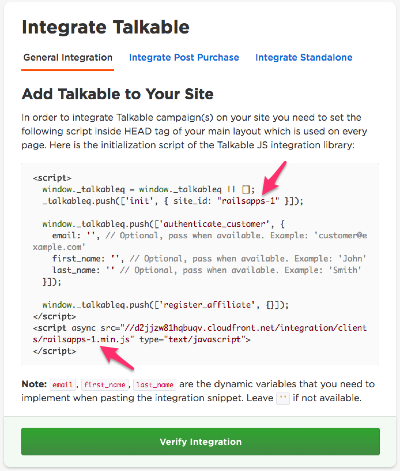 Integrate Talkable
General Integration Integrate Post Purchase Integrate Standalone
Add Talkable to Your Site
In order to integrate Talkable campaign(s) on your site you need to set the
following script inside HEAD tag of your main layout which is used on every
page. Here is the initialization script of the Talkable JS integration library:
<script>
window._talkableq = window._talkableq || [];
_talkableq.push(['init', { site_id: "railsapps-1" }]);
window._talkableq.push(['authenticate_customer', {
email: '', // Optional, pass when available. Example: 'customer@e
xample.com'
first_name: '', // Optional, pass when available. Example: 'John'
last_name: '' // Optional, pass when available. Example: 'Smith'
}]);
window._talkableq.push(['register_affiliate', {}]);
</script>
<script async src="//d2jjzw81hqbuqv.cloudfront.net/integration/client
s/railsapps-1.min.js" type="text/javascript">
</script>
Note: email, first_name, last_name are the dynamic variables that you need to
implement when pasting the integration snippet. Leave '' if not available.
Verify Integration